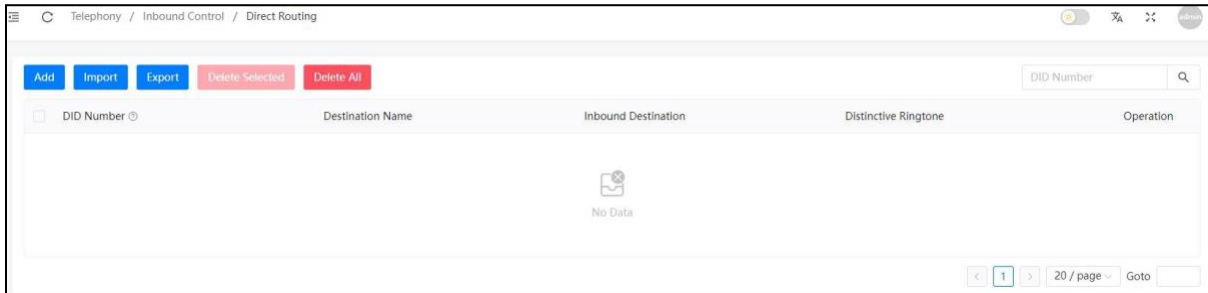 Telephony / Inbound Control / Direct Routing admin
Add Import Export Delete Selected Delete All DID Number
DID Number Destination Name Inbound Destination Distinctive Ringtone Operation
No Data
< 1 > 20 / page Goto